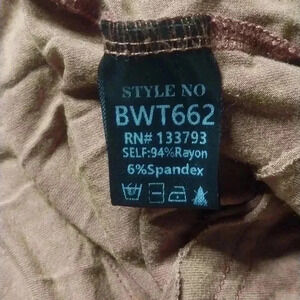 STYLE NO
BWT662
RN# 133793
SELF:94%Rayon
6%Spandex